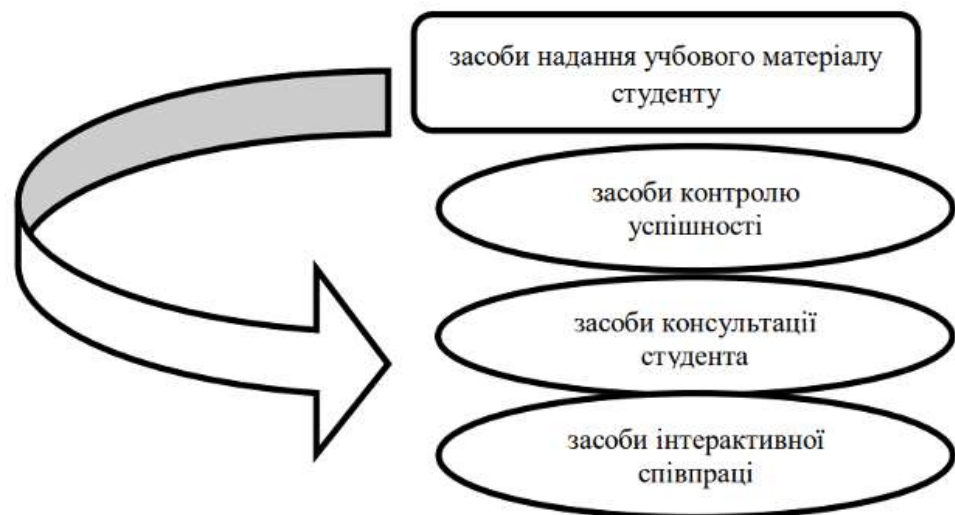 засоби надання учбового матеріалу
студенту
засоби контролю
успішності
засоби консультації
студента
засоби інтерактивної
співпраці